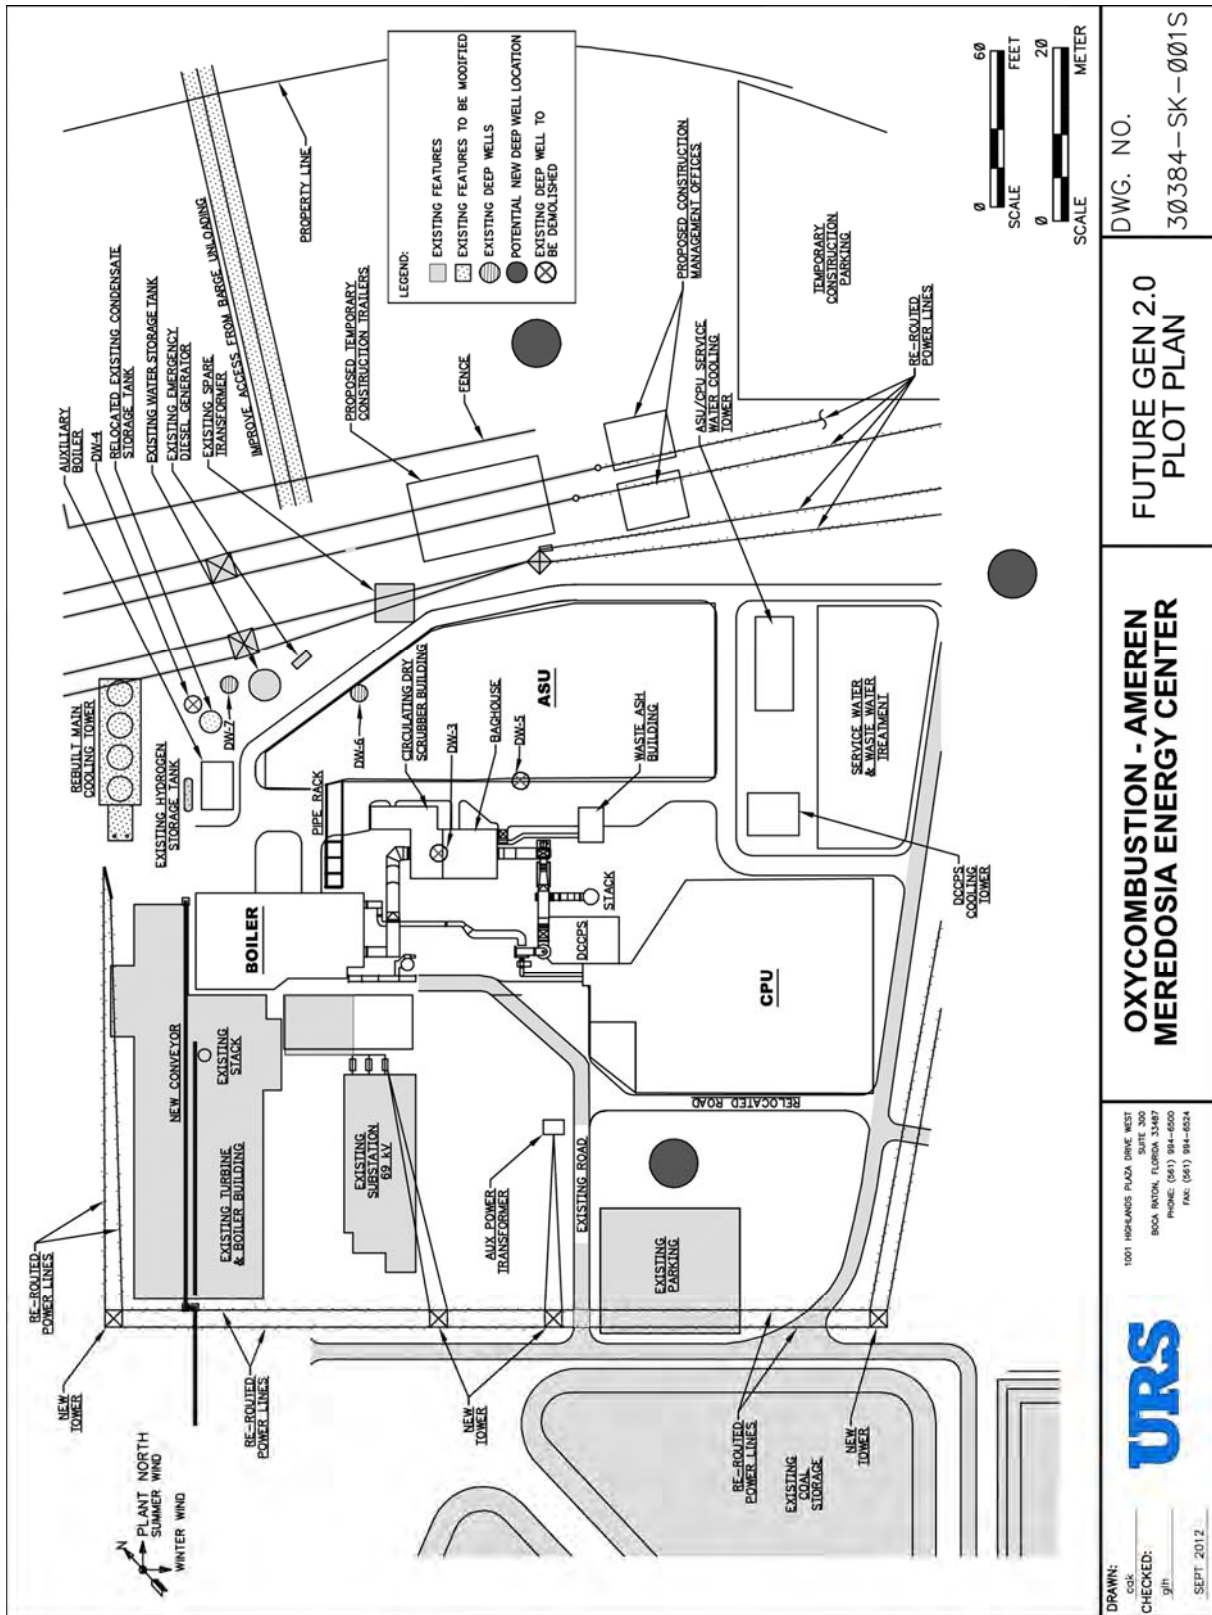 N
PLANT NORTH
SUMMER WIND
WINTER WIND
NEW
TOWER
RE-ROUTED
POWER LINES
RE-ROUTED
POWER LINES
NEW
TOWER
RE-ROUTED
POWER LINES
EXISTING
COAL
STORAGE
NEW
TOWER
NEW CONVEYOR
EXISTING
STACK
EXISTING TURBINE
& BOILER BUILDING
EXISTING
SUBSTATION
69 kV
AUX POWER
TRANSFORMER
EXISTING ROAD
EXISTING
PARKING
RELOCATED ROAD
BOILER
CPU
DCCPS
STACK
DCCPS
COOLING
TOWER
REBUILT MAIN
COOLING TOWER
EXISTING HYDROGEN
STORAGE TANK
PIPE RACK
DW-7
DW-6
CIRCULATING DRY
SCRUBBER BUILDING
DW-3
BAGHOUSE
DW-5
ASU
WASTE ASH
BUILDING
SERVICE WATER
& WASTE WATER
TREATMENT
AUXILIARY
BOILER
DW-4
RELOCATED EXISTING CONDENSATE
STORAGE TANK
EXISTING WATER STORAGE TANK
EXISTING EMERGENCY
DIESEL GENERATOR
EXISTING SPARE
TRANSFORMER
IMPROVE ACCESS FROM BARGE UNLOADING
PROPERTY LINE
PROPOSED TEMPORARY
CONSTRUCTION TRAILERS
FENCE
ASU/CPU SERVICE
WATER COOLING
TOWER
PROPOSED CONSTRUCTION
MANAGEMENT OFFICES
TEMPORARY
CONSTRUCTION
PARKING
RE-ROUTED
POWER LINES
LEGEND:
EXISTING FEATURES
EXISTING FEATURES TO BE MODIFIED
EXISTING DEEP WELLS
POTENTIAL NEW DEEP WELL LOCATION
EXISTING DEEP WELL TO
BE DEMOLISHED
0 60
SCALE FEET
0 20
SCALE METER
DRAWN:
cak
CHECKED:
glh
SEPT 2012
URS
1001 HIGHLANDS PLAZA DRIVE WEST
SUITE 300
BOCA RATON, FLORIDA 33487
PHONE: (561) 994-6500
FAX: (561) 994-6524
OXYCOMBUSTION - AMEREN
MEREDOSIA ENERGY CENTER
FUTURE GEN 2.0
PLOT PLAN
DWG. NO.
30384-SK-001S